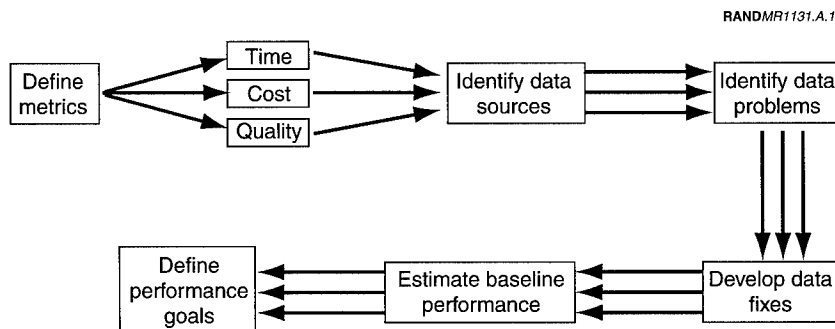 RANDMR1131.A.1
Define
metrics
Time
Cost
Quality
Identify data
sources
Identify data
problems
Develop data
fixes
Estimate baseline
performance
Define
performance
goals